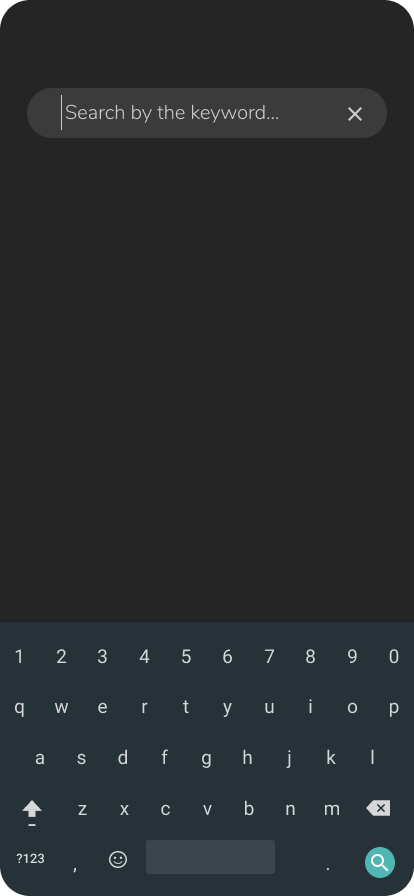 Search by the keyword...
1 2 3 4 5 6 7 8 9 0
q w e r t y u i o p
a s d f g h j k l
z x c v b n m
?123 , .